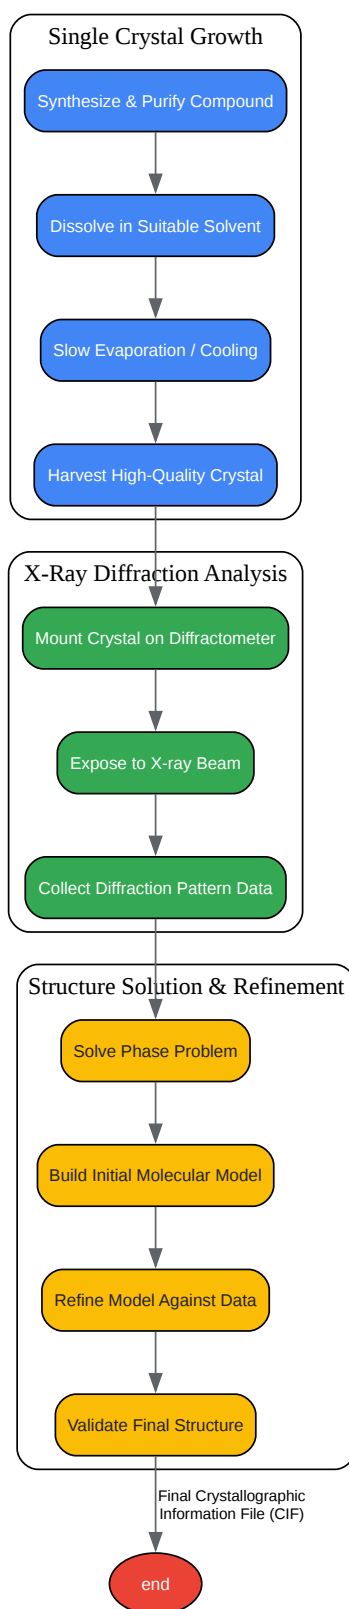 Single Crystal Growth
Synthesize & Purify Compound
Dissolve in Suitable Solvent
Slow Evaporation / Cooling
Harvest High-Quality Crystal
X-Ray Diffraction Analysis
Mount Crystal on Diffractometer
Expose to X-ray Beam
Collect Diffraction Pattern Data
Structure Solution & Refinement
Solve Phase Problem
Build Initial Molecular Model
Refine Model Against Data
Validate Final Structure
Final Crystallographic
Information File (CIF)
end